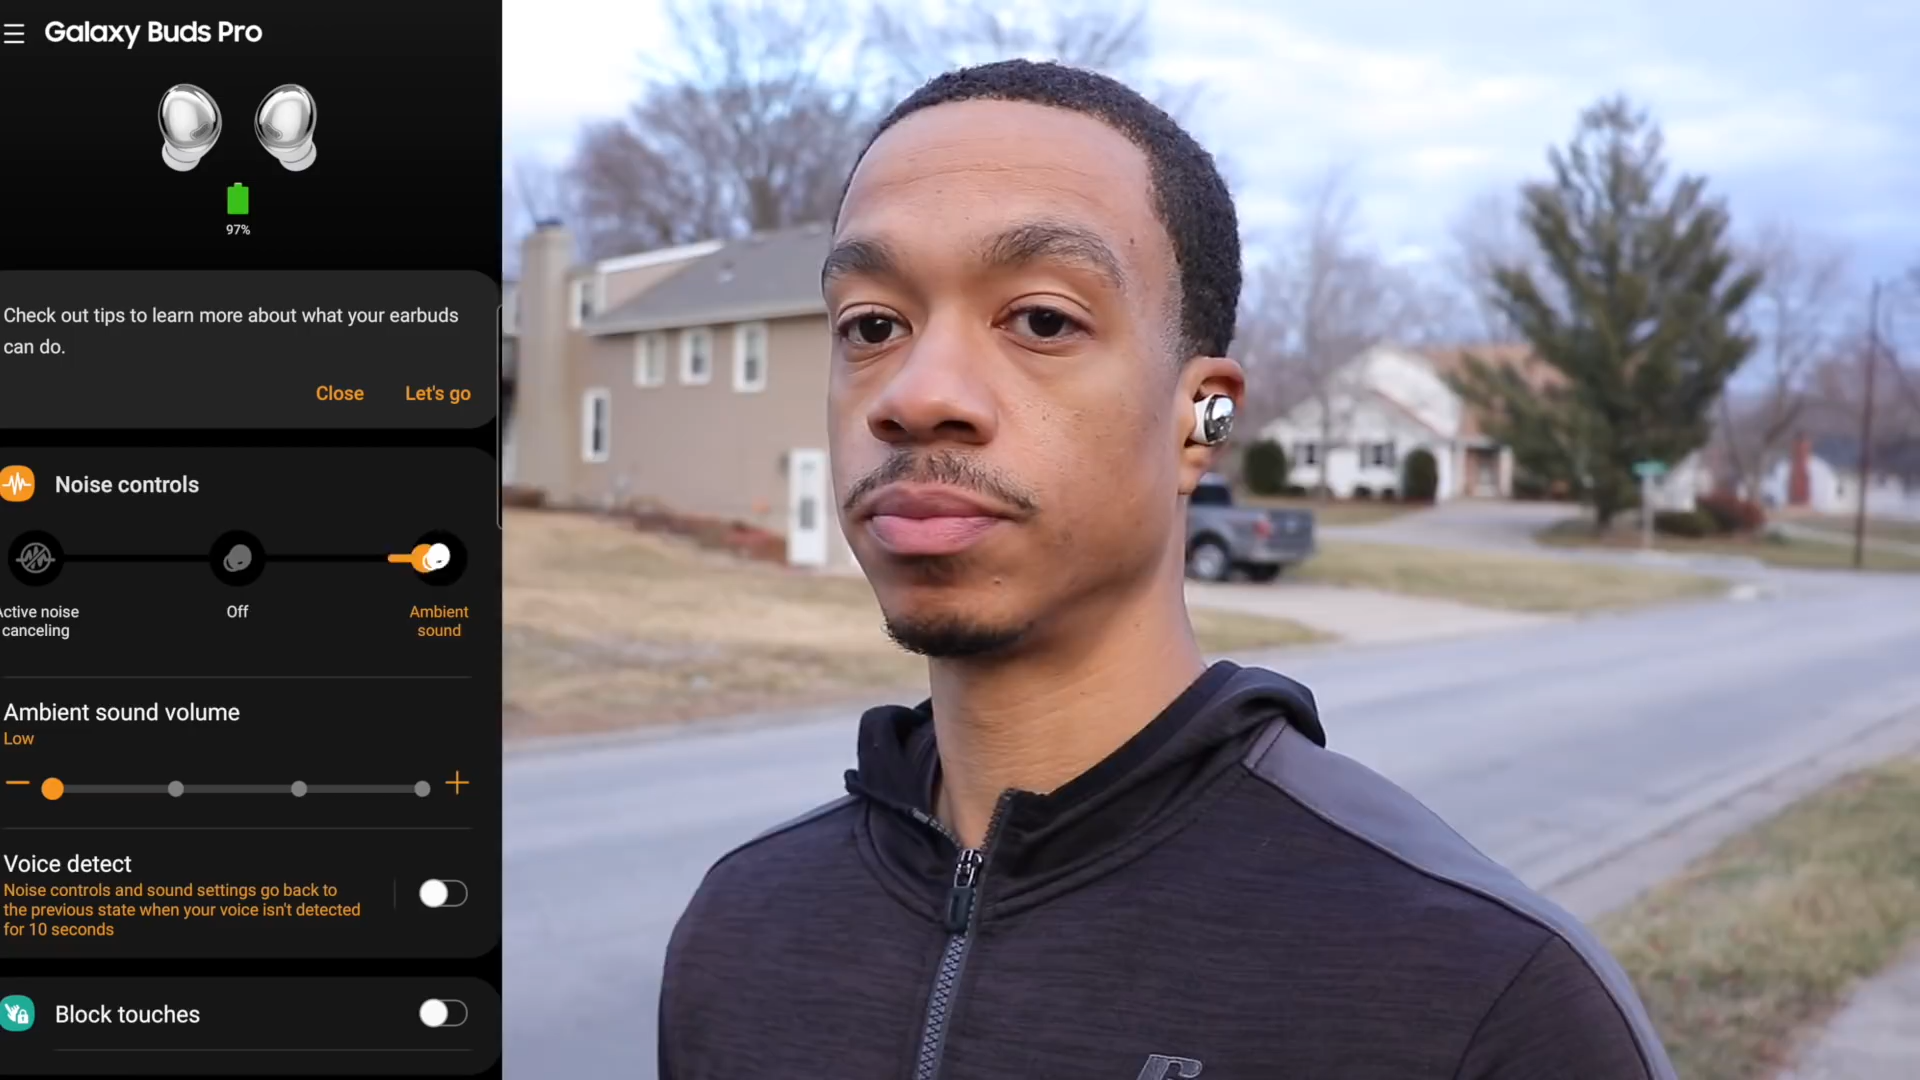 Galaxy Buds Pro
97%
Check out tips to learn more about what your earbuds
can do.
Close Let's go
Noise controls
ctive noise
canceling
Off
Ambient
sound
Ambient sound volume
Low
Voice detect
Noise controls and sound settings go back to
the previous state when your voice isn't detected
for 10 seconds
Block touches